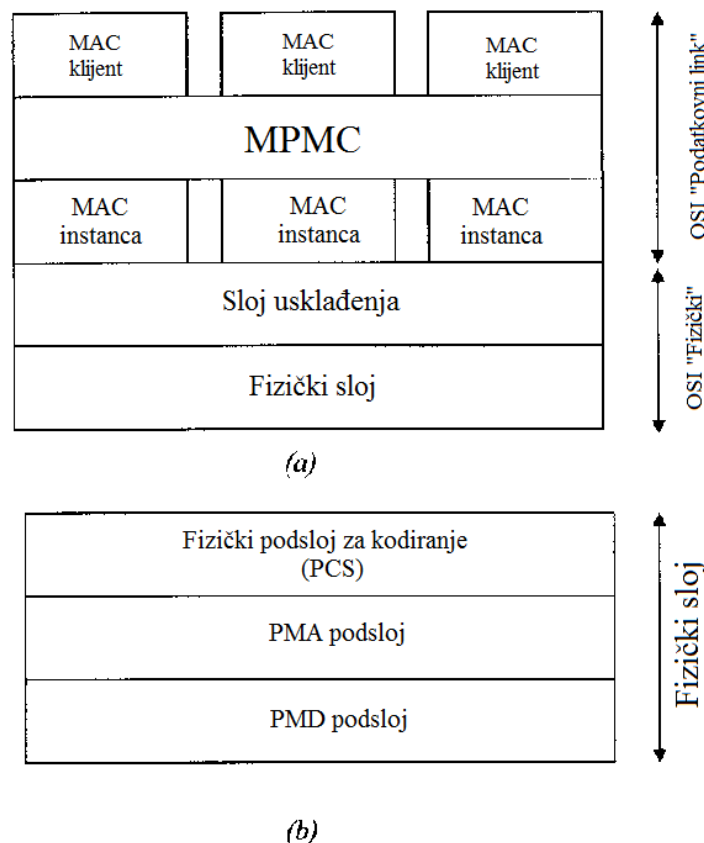 MAC
klijent
MAC
klijent
MAC
klijent
MPMC
MAC
instanca
MAC
instanca
MAC
instanca
Sloj usklađenja
Fizički sloj
OSI "Podatkovni link"
OSI "Fizički"
(a)
Fizički podsloj za kodiranje
(PCS)
PMA podsloj
PMD podsloj
Fizički sloj
(b)